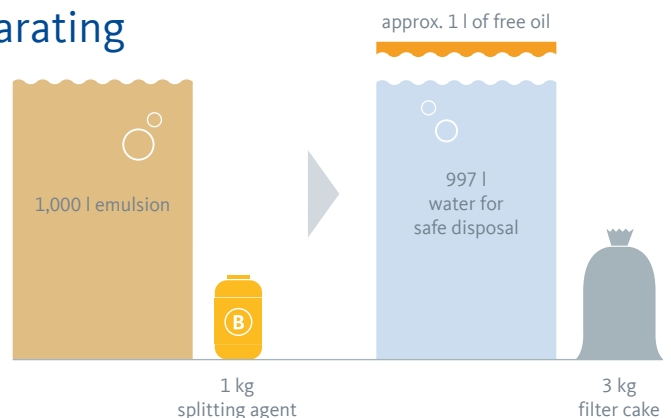 approx. 1 l of free oil
1,000 l emulsion
997 l
water for
safe disposal
B
1 kg
splitting agent
3 kg
filter cake